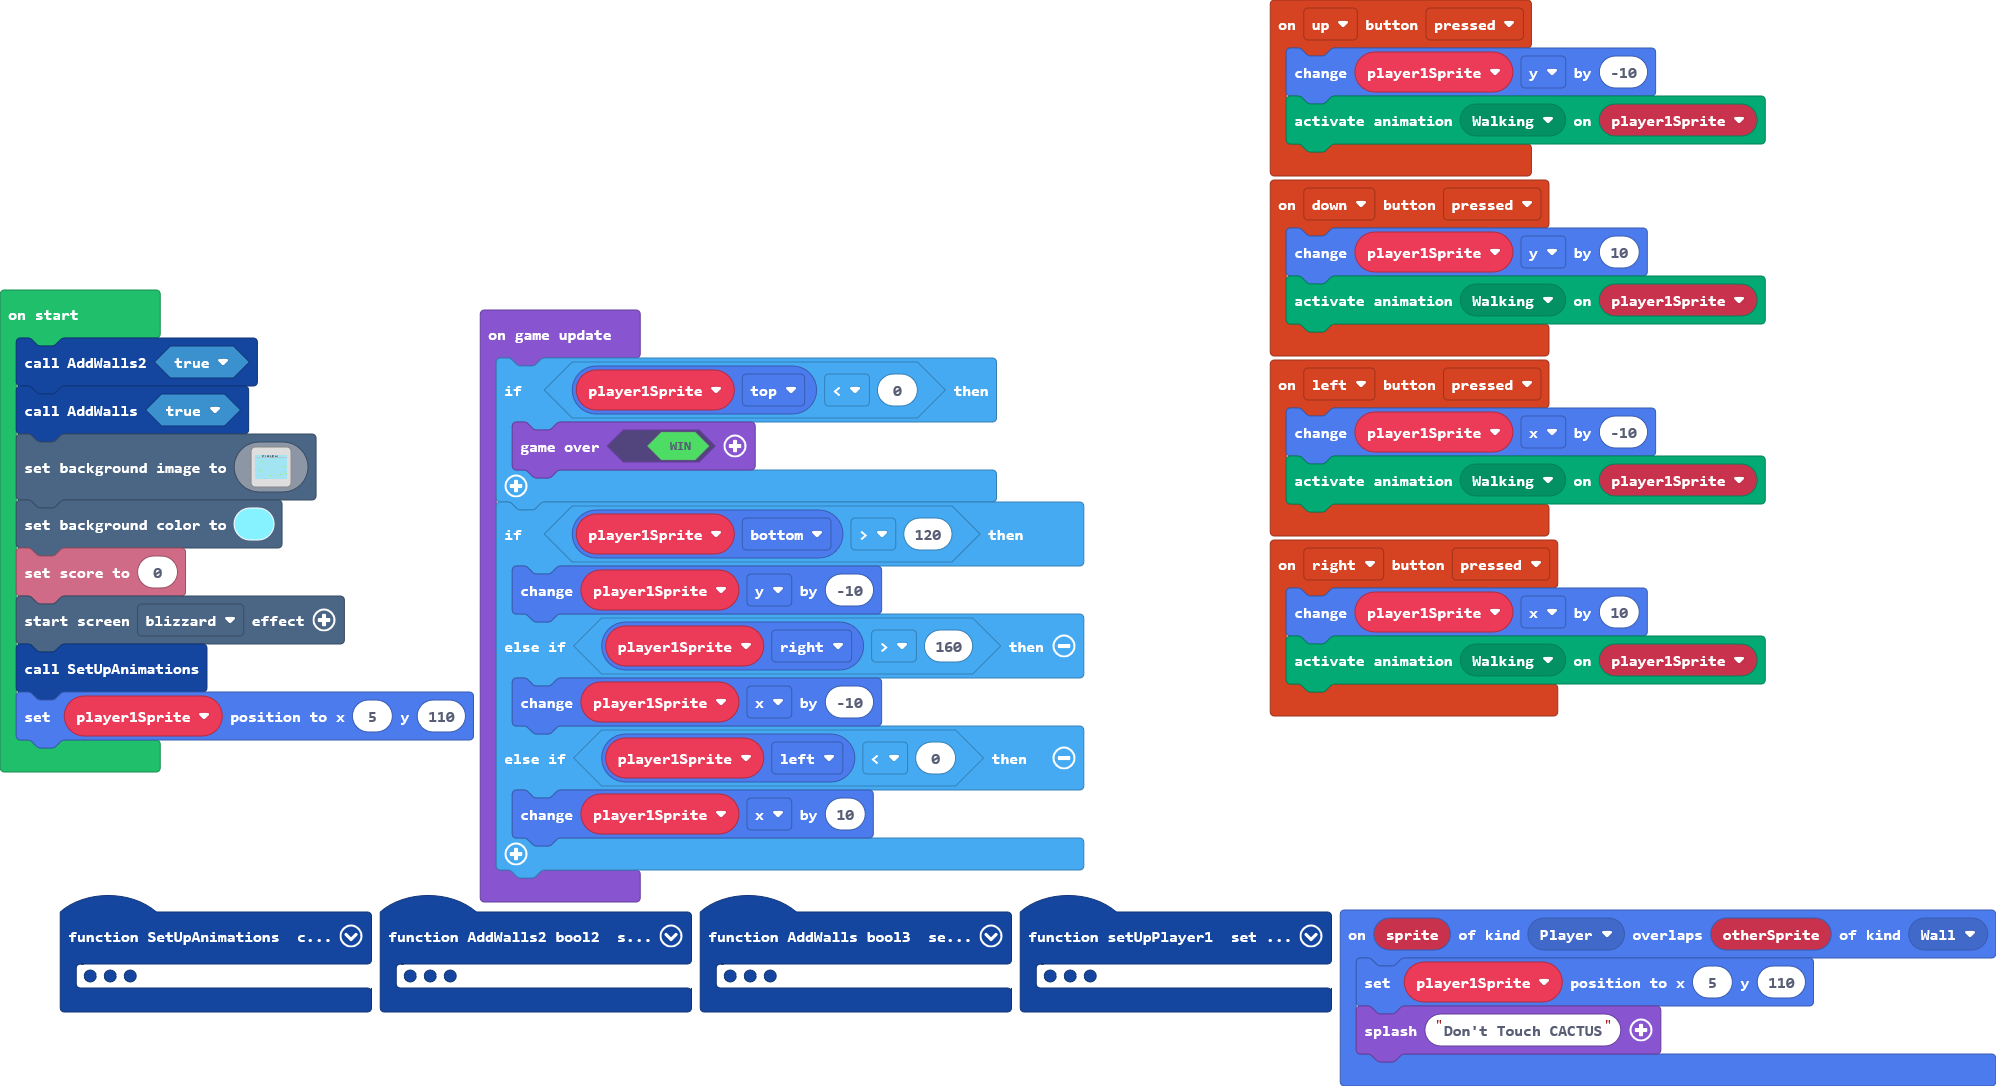 on start
call AddWalls2 true
call AddWalls true
set background image to
set background color to
set score to 0
start screen blizzard effect
call SetUpAnimations
set player1Sprite position to x 5 y 110
on game update
if player1Sprite top < 0 then
game over WIN
if player1Sprite bottom > 120 then
change player1Sprite y by -10
else if player1Sprite right > 160 then
change player1Sprite x by -10
else if player1Sprite left < 0 then
change player1Sprite x by 10
on up button pressed
change player1Sprite y by -10
activate animation Walking on player1Sprite
on down button pressed
change player1Sprite y by 10
activate animation Walking on player1Sprite
on left button pressed
change player1Sprite x by -10
activate animation Walking on player1Sprite
on right button pressed
change player1Sprite x by 10
activate animation Walking on player1Sprite
function SetUpAnimations c...
function AddWalls2 bool2 s...
function AddWalls bool3 se...
function setUpPlayer1 set ...
on sprite of kind Player overlaps otherSprite of kind Wall
set player1Sprite position to x 5 y 110
splash "Don't Touch CACTUS"